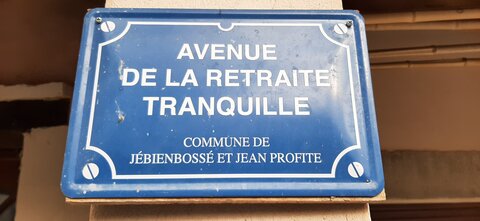 AVENUE
DE LA RETRAITE
TRANQUILLE
COMMUNE DE
JÉBIENBOSSÉ ET JEAN PROFITE